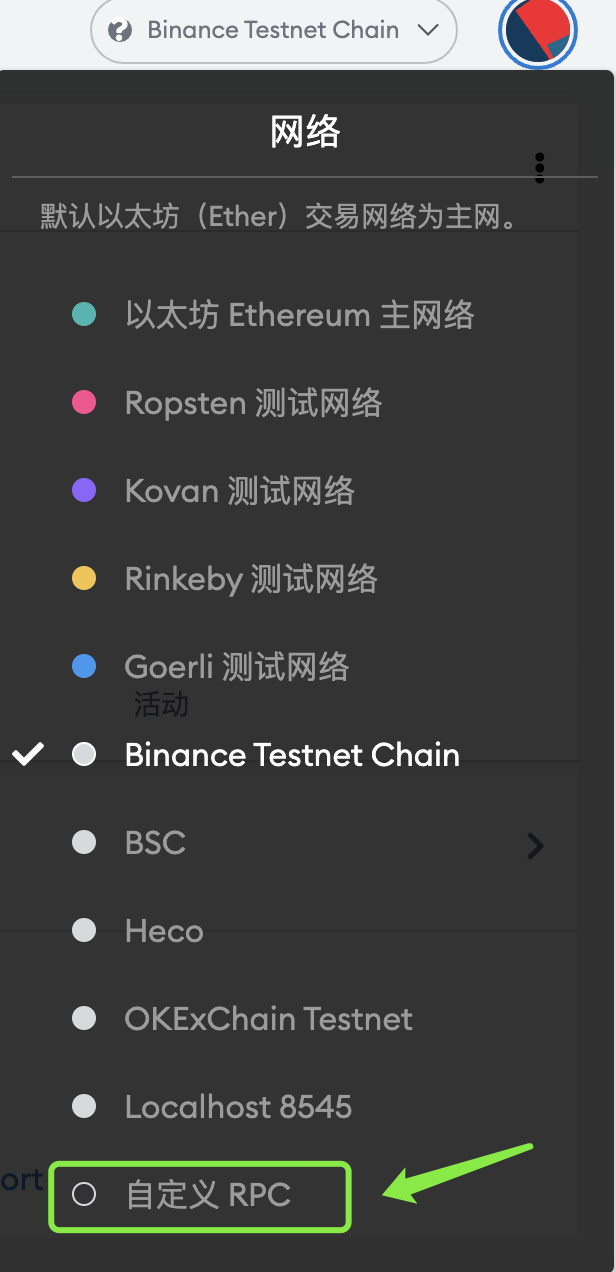 Binance Testnet Chain
网络
默认以太坊（Ether）交易网络为主网。
以太坊 Ethereum 主网络
Ropsten 测试网络
Kovan 测试网络
Rinkeby 测试网络
Goerli 测试网络
活动
Binance Testnet Chain
BSC
Heco
OKExChain Testnet
Localhost 8545
ort
自定义 RPC